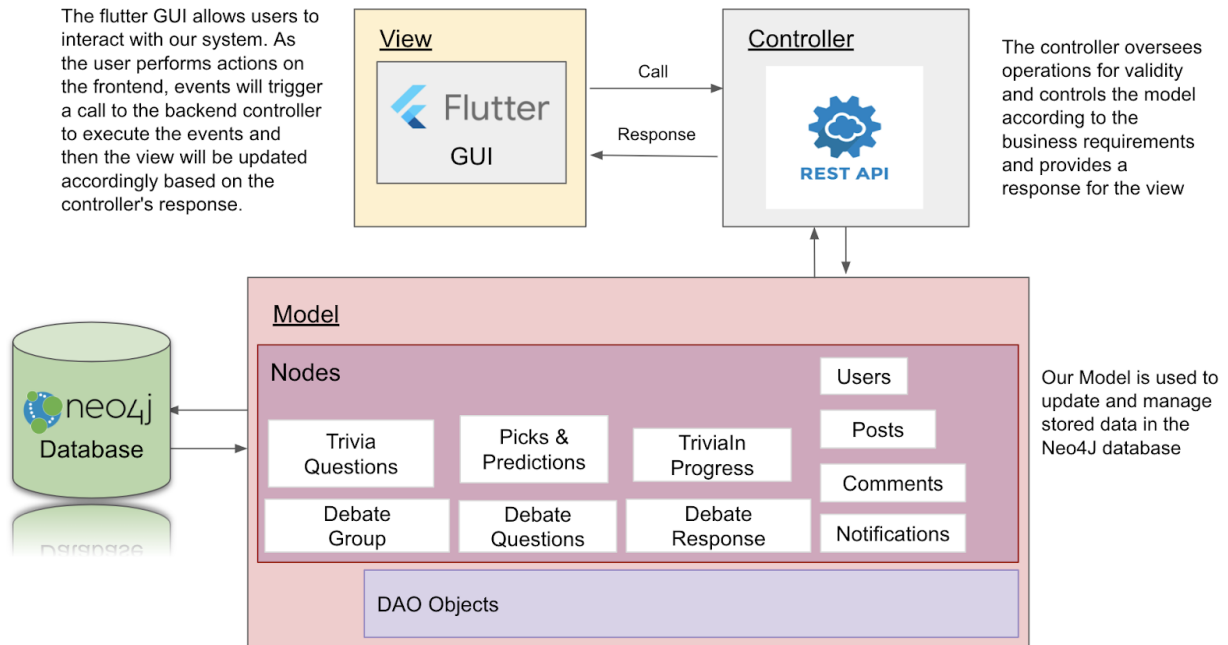 The flutter GUI allows users to
interact with our system. As
the user performs actions on
the frontend, events will trigger
a call to the backend controller
to execute the events and
then the view will be updated
accordingly based on the
controller's response.
View
Flutter
GUI
Call
Response
Controller
REST API
The controller oversees
operations for validity
and controls the model
according to the
business requirements
and provides a
response for the view
Model
Nodes
Users
Trivia
Questions
Picks &
Predictions
TriviaIn
Progress
Posts
Comments
Debate
Group
Debate
Questions
Debate
Response
Notifications
DAO Objects
neo4j
Database
Database
Our Model is used to
update and manage
stored data in the
Neo4J database